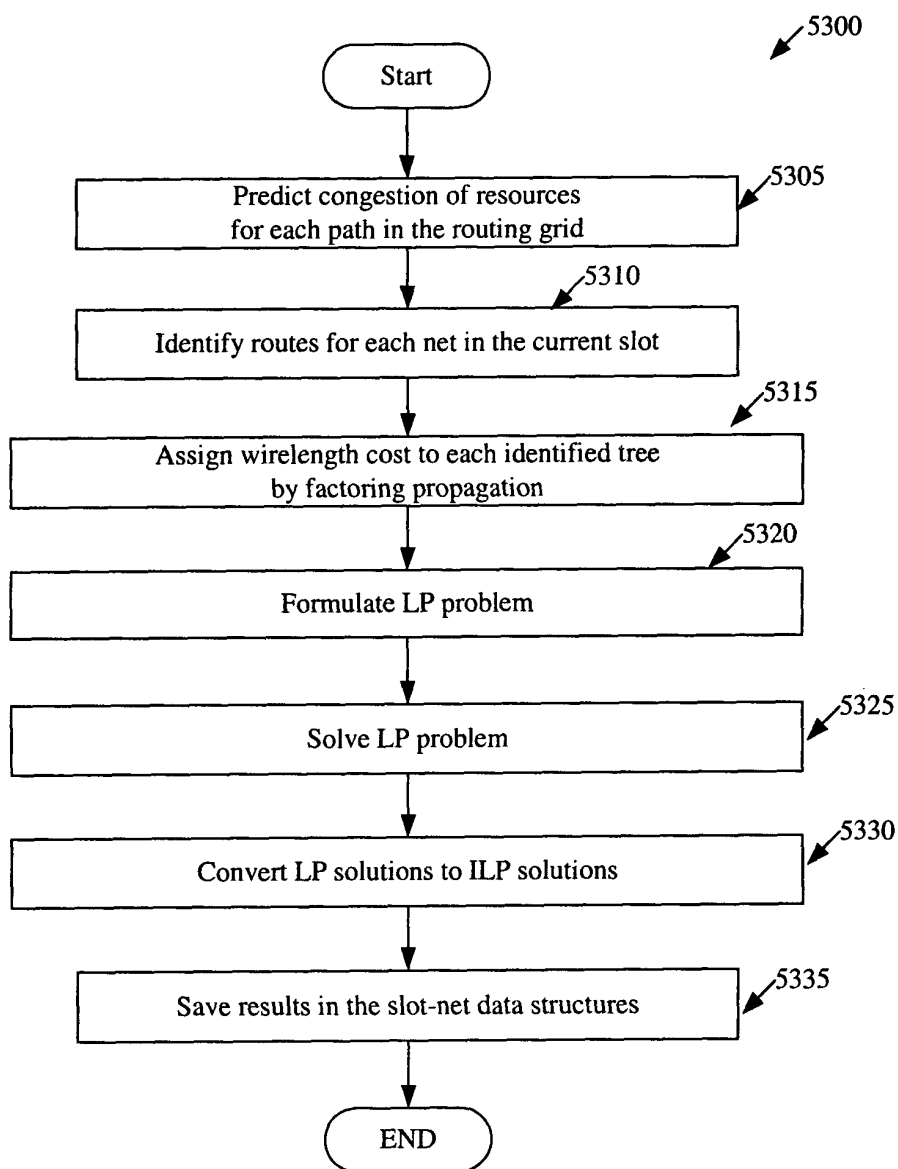 5300
Start
5305
Predict congestion of resources
for each path in the routing grid
5310
Identify routes for each net in the current slot
5315
Assign wirelength cost to each identified tree
by factoring propagation
5320
Formulate LP problem
5325
Solve LP problem
5330
Convert LP solutions to ILP solutions
5335
Save results in the slot-net data structures
END